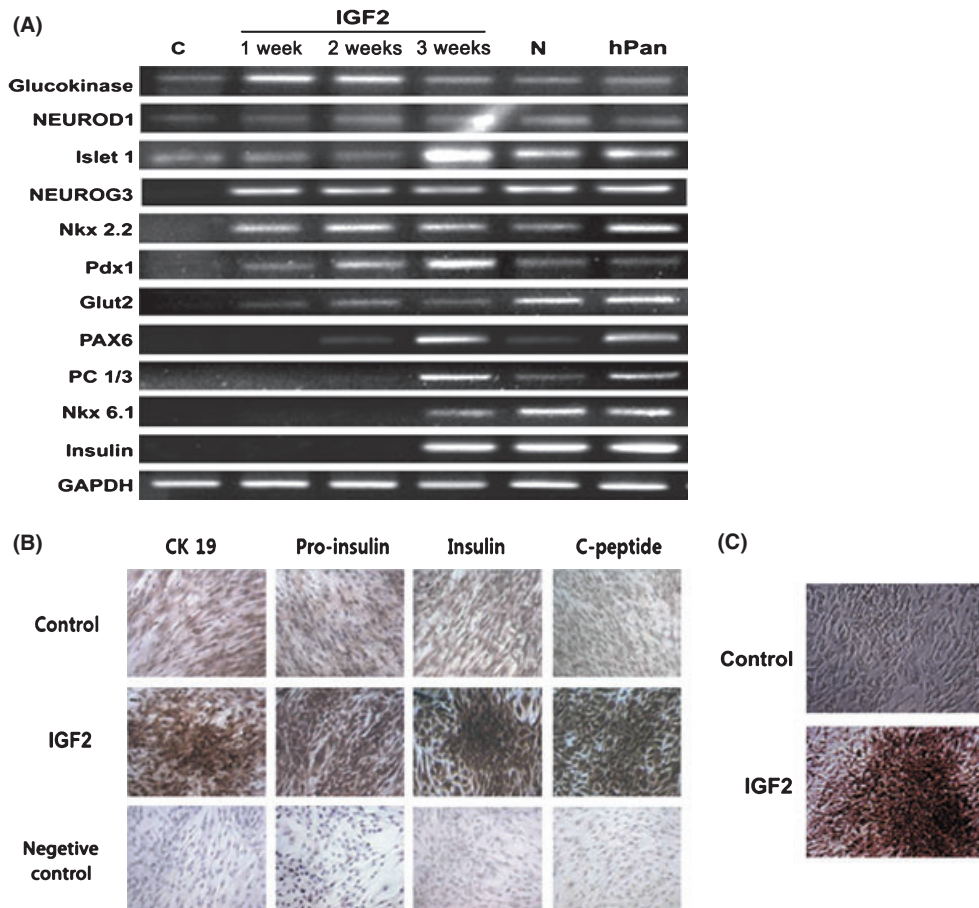 (A)
IGF2
C 1 week 2 weeks 3 weeks N hPan
Glucokinase
NEUROD1
Islet 1
NEUROG3
Nkx 2.2
Pdx1
Glut2
PAX6
PC 1/3
Nkx 6.1
Insulin
GAPDH
(B)
CK 19 Pro-insulin Insulin C-peptide
Control
IGF2
Negetive
control
(C)
Control
IGF2